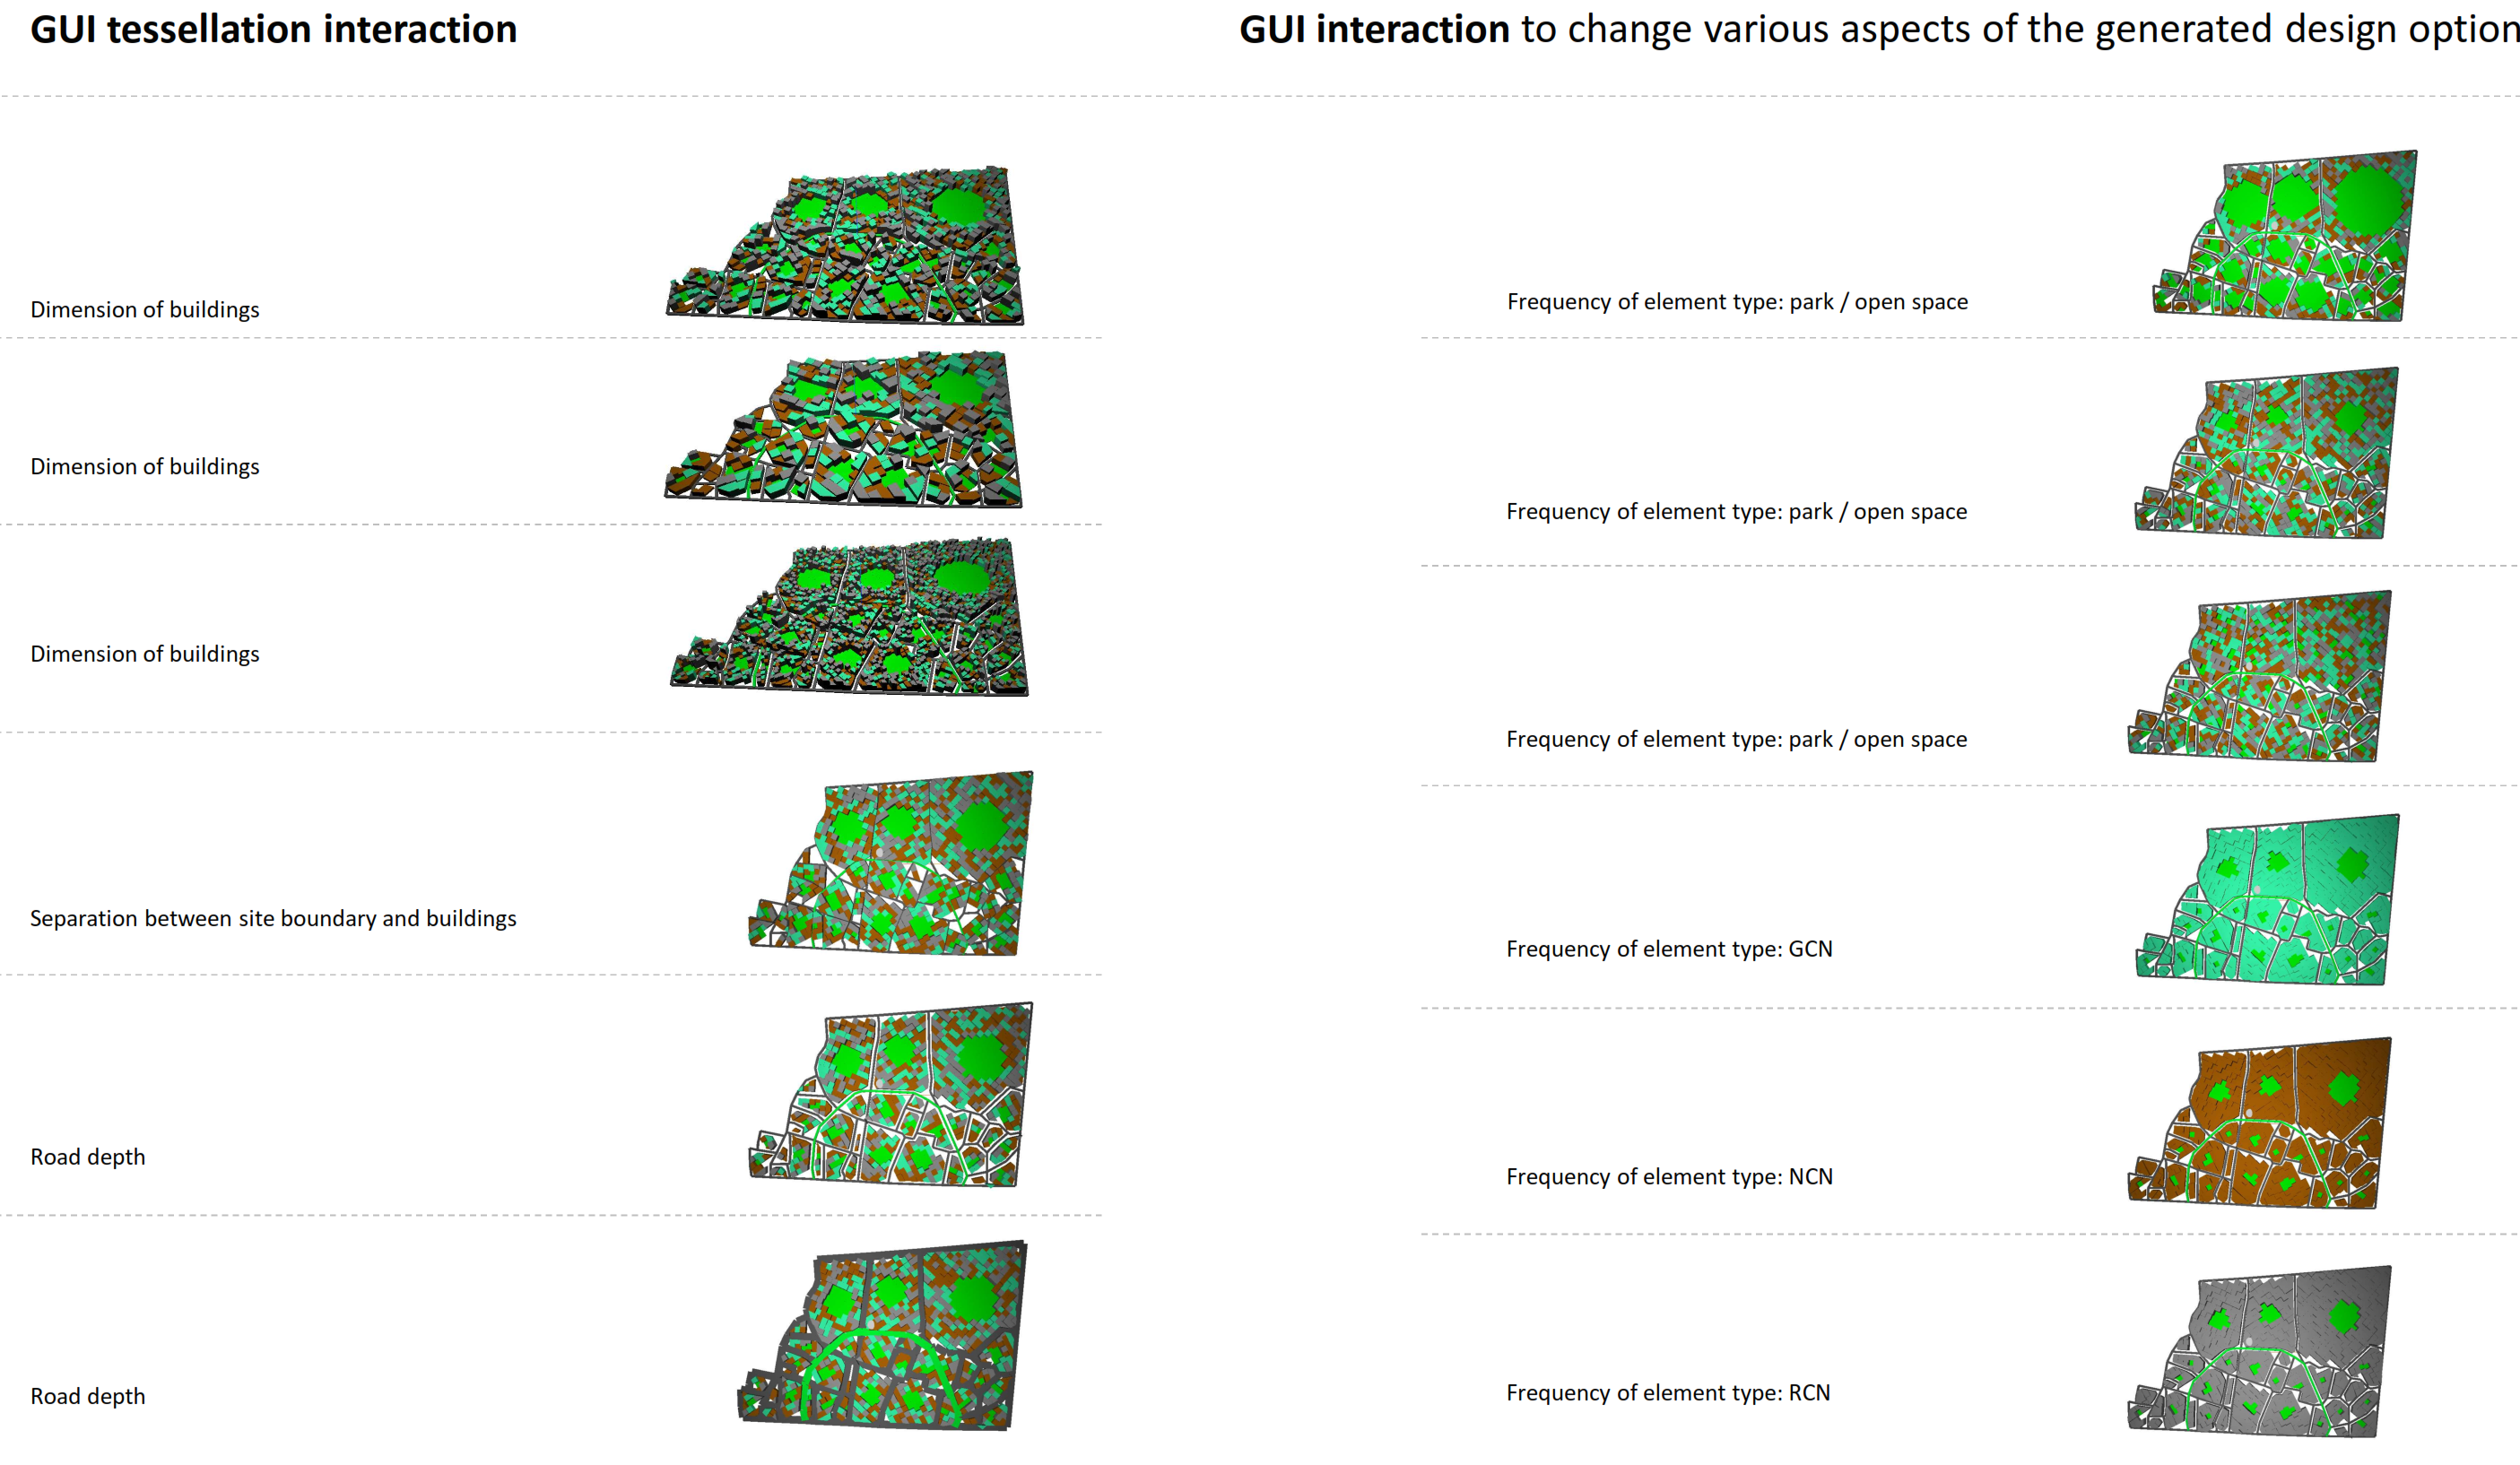 GUI tessellation interaction
Dimension of buildings
Dimension of buildings
Dimension of buildings
Separation between site boundary and buildings
Road depth
Road depth
GUI interaction to change various aspects of the generated design option
Frequency of element type: park / open space
Frequency of element type: park / open space
Frequency of element type: park / open space
Frequency of element type: GCN
Frequency of element type: NCN
Frequency of element type: RCN